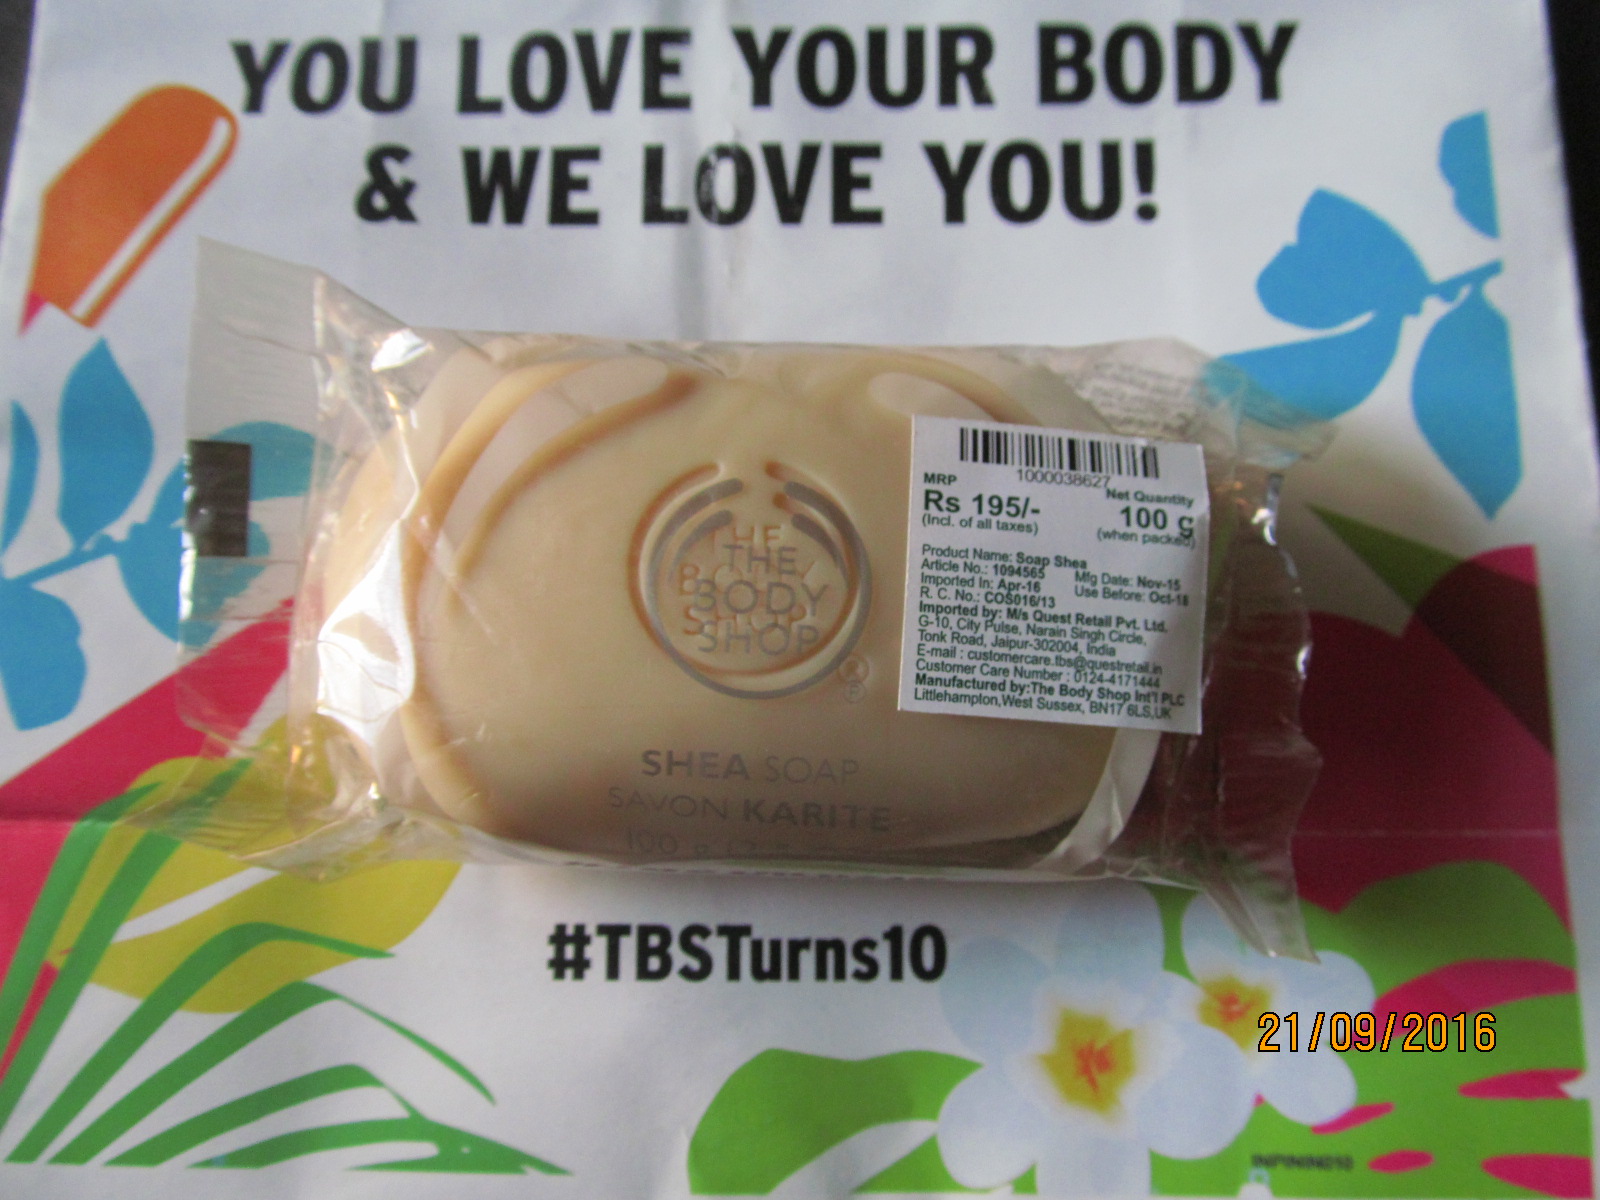 YOU LOVE YOUR BODY
& WE LOVE YOU!
1000038627
MRP
Rs 195/-
(Incl. of all taxes)
Net Quantity
100 g
(when packed)
Product Name: Soap Shea
Article No.: 1094565
Mfg Date: Nov-15
Imported In: Apr-16
Use Before: Oct-18
R. C. No.: COS016/13
Imported by: M/s Quest Retail Pvt. Ltd.
G-10, City Pulse, Narain Singh Circle,
Tonk Road, Jaipur-302004, India
E-mail : customercare.tbs@questretail.in
Customer Care Number : 0124-4171444
Manufactured by:The Body Shop Int'l PLC
Littlehampton,West Sussex, BN17 6LS,UK
THE
BODY
SHOP
®
THE
BODY
SHOP
SHEA SOAP
SAVON KARITE
100 g
#TBSTurns10
21/09/2016